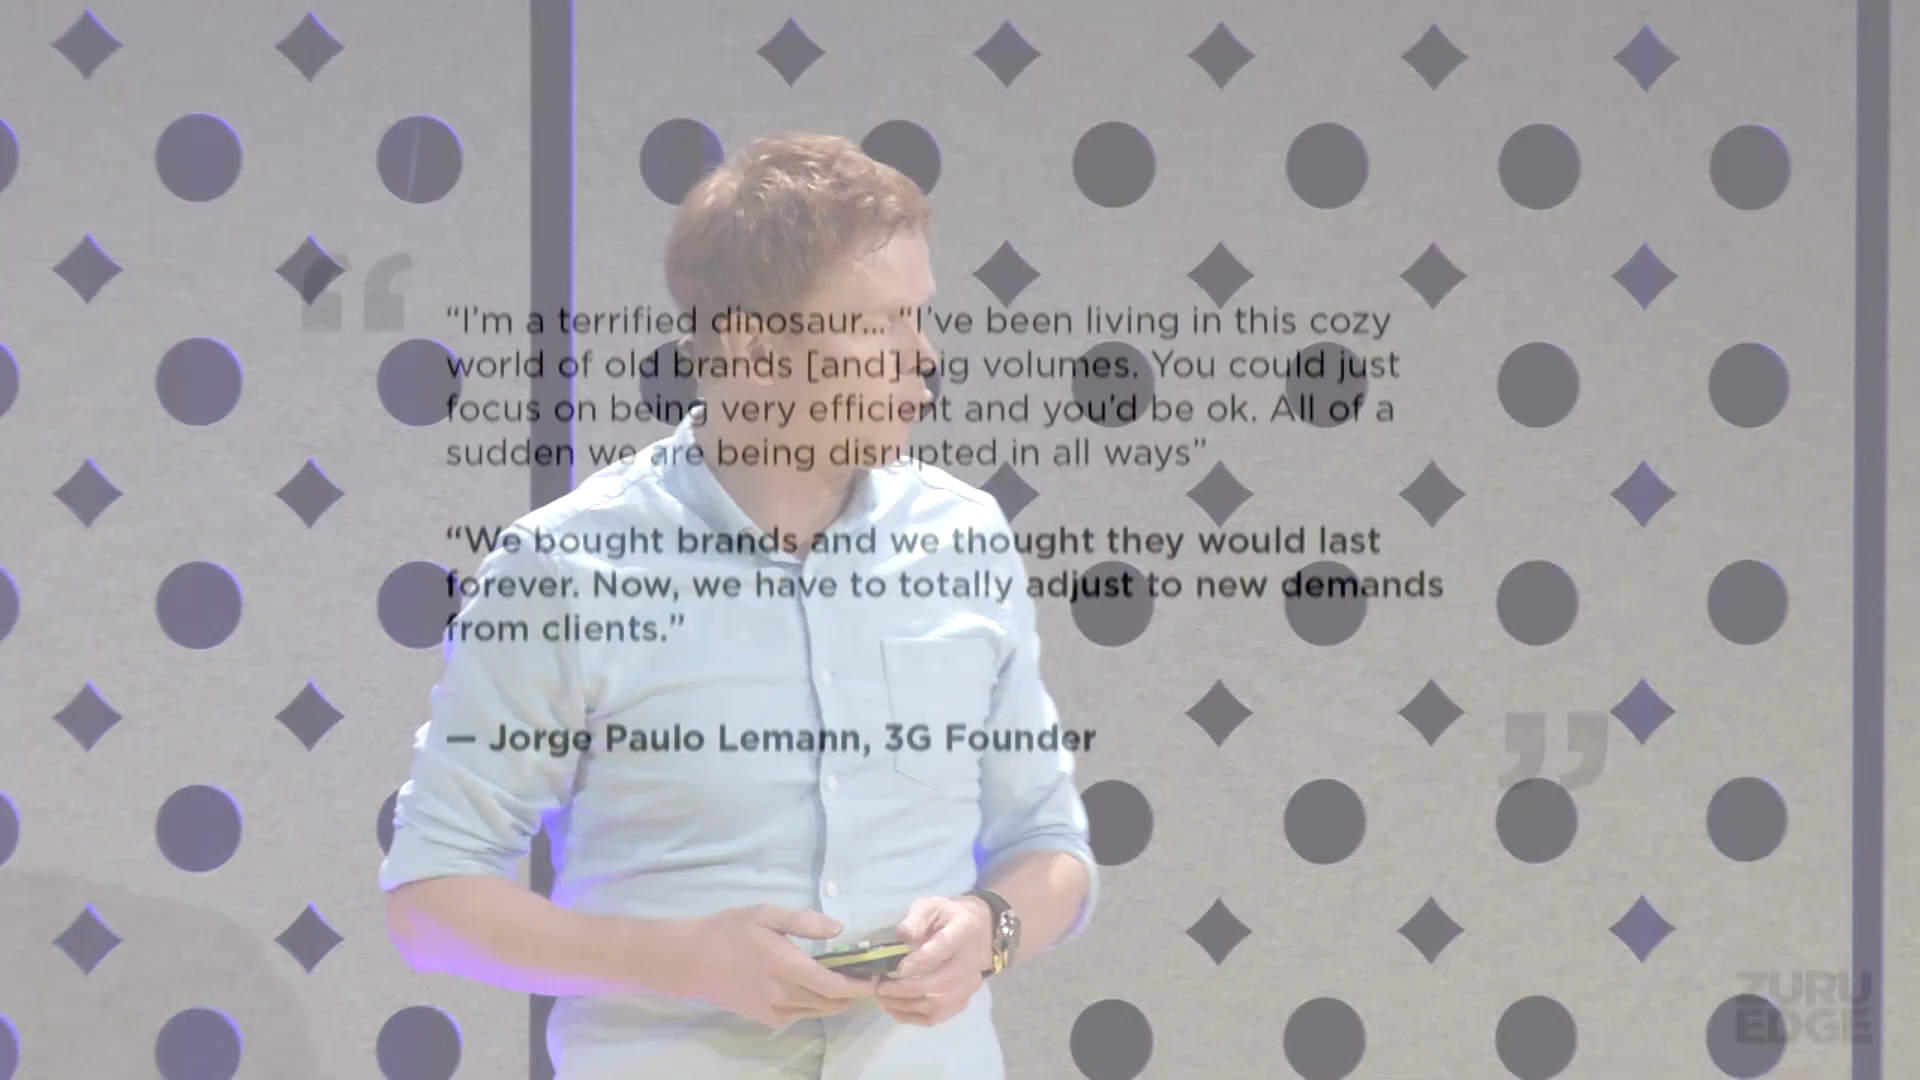 “I’m a terrified dinosaur... “I’ve been living in this cozy
world of old brands [and] big volumes. You could just
focus on being very efficient and you’d be ok. All of a
sudden we are being disrupted in all ways”
“We bought brands and we thought they would last
forever. Now, we have to totally adjust to new demands
from clients.”
— Jorge Paulo Lemann, 3G Founder
ZURU
EDGE